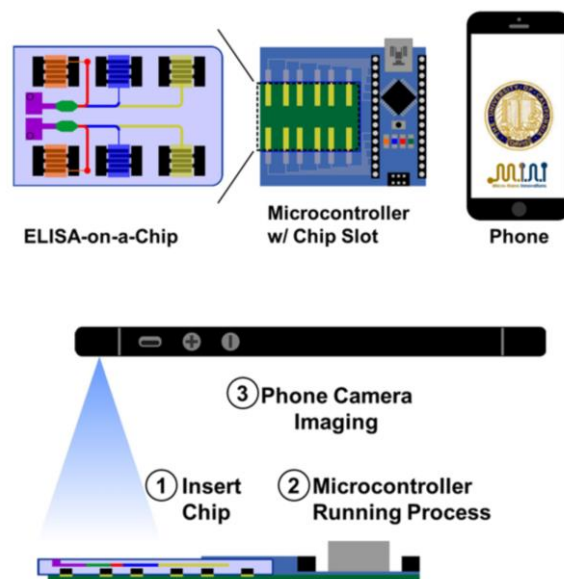 ELISA-on-a-Chip
Microcontroller
w/ Chip Slot
Phone
m.i.n.i
3 Phone Camera
Imaging
1 Insert
Chip
2 Microcontroller
Running Process